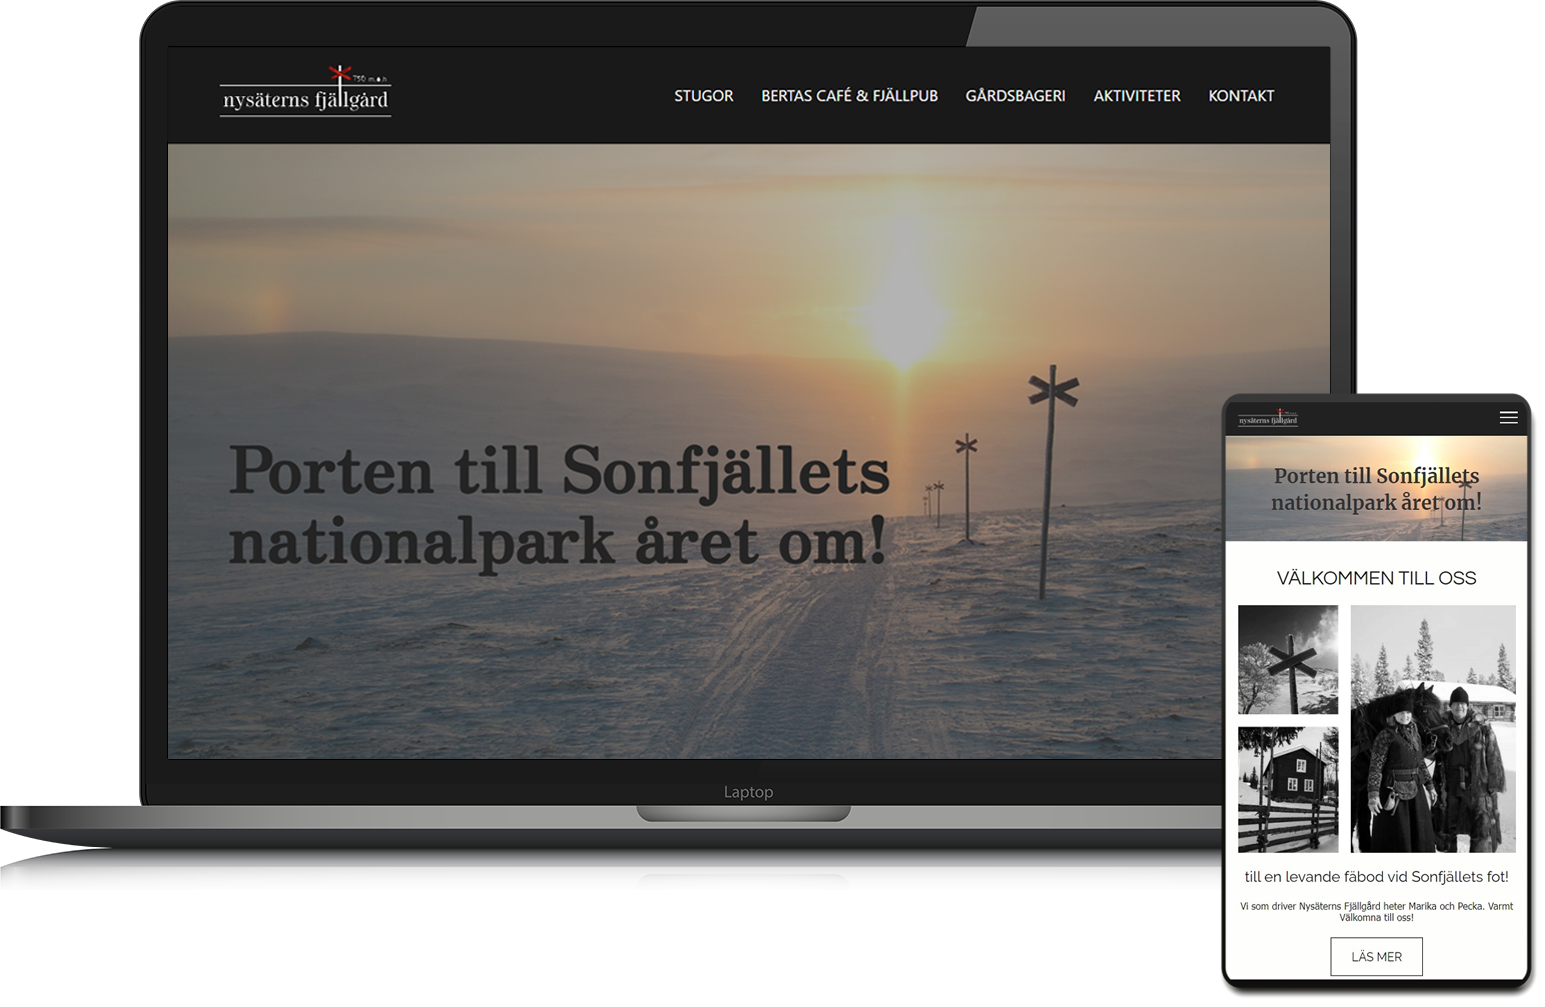 750 m.ö.h
nysäterns fjällgård
STUGOR BERTAS CAFÉ & FJÄLLPUB GÅRDSBAGERI AKTIVITETER KONTAKT
Porten till Sonfjällets
nationalpark året om!
Laptop
nysäterns fjällgård
Porten till Sonfjällets
nationalpark året om!
VÄLKOMMEN TILL OSS
till en levande fäbod vid Sonfjällets fot!
Vi som driver Nysäterns Fjällgård heter Marika och Pecka. Varmt
Välkomna till oss!
LÄS MER